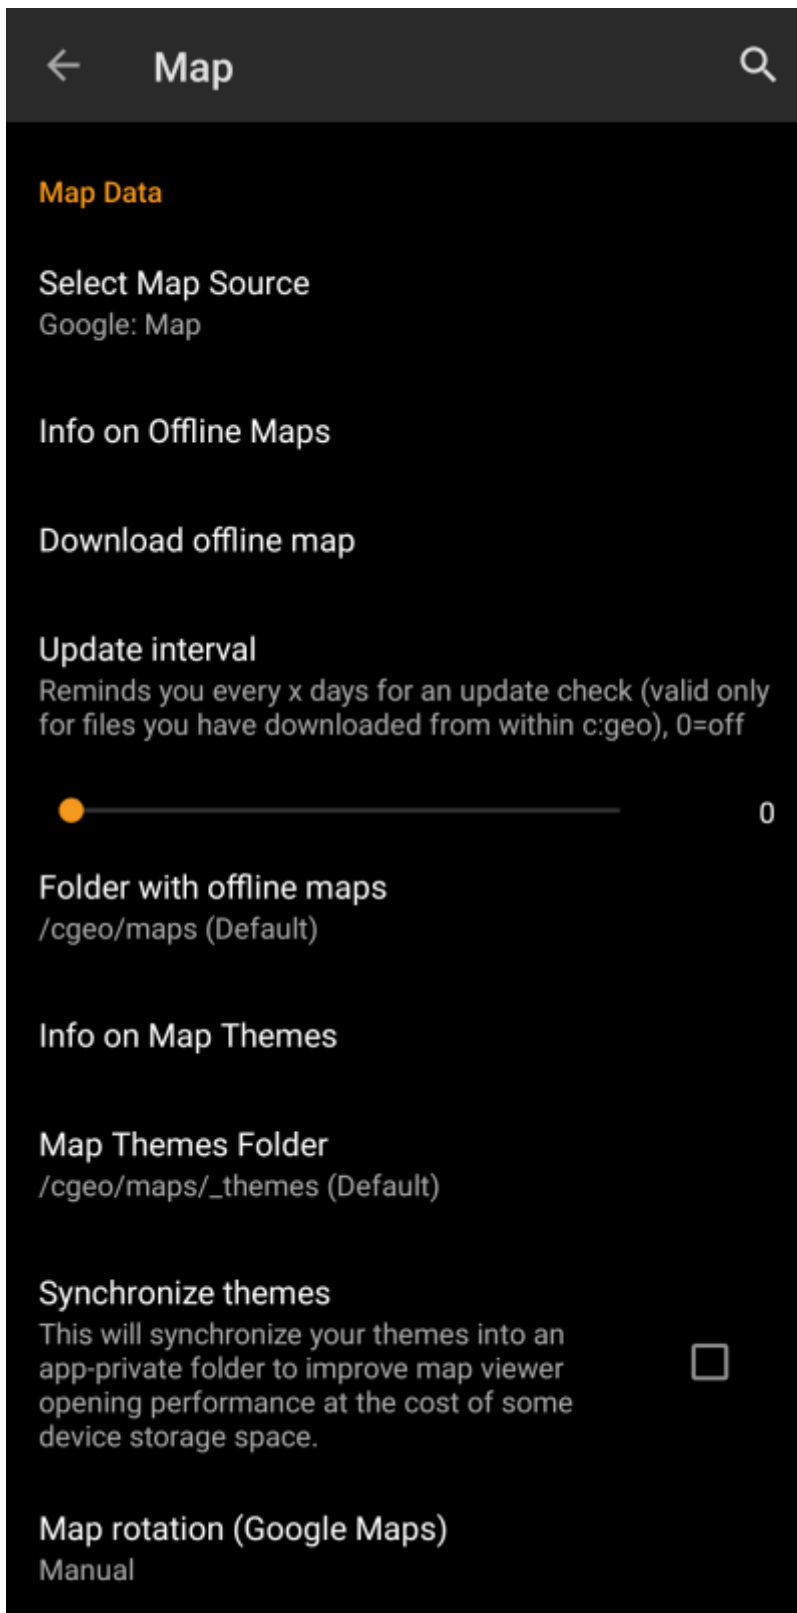 Map
Map Data
Select Map Source
Google: Map
Info on Offline Maps
Download offline map
Update interval
Reminds you every x days for an update check (valid only
for files you have downloaded from within c:geo), 0=off
0
Folder with offline maps
/cgeo/maps (Default)
Info on Map Themes
Map Themes Folder
/cgeo/maps/_themes (Default)
Synchronize themes
This will synchronize your themes into an
app-private folder to improve map viewer
opening performance at the cost of some
device storage space.
Map rotation (Google Maps)
Manual